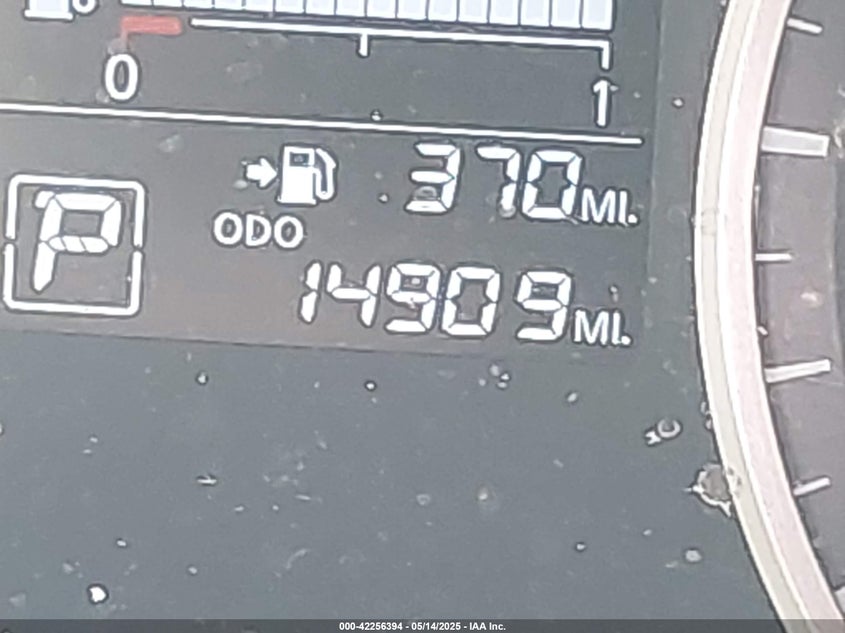 0 1
370 MI.
P
ODO
14909 MI.
000-42256394 - 05/14/2025 - IAA Inc.